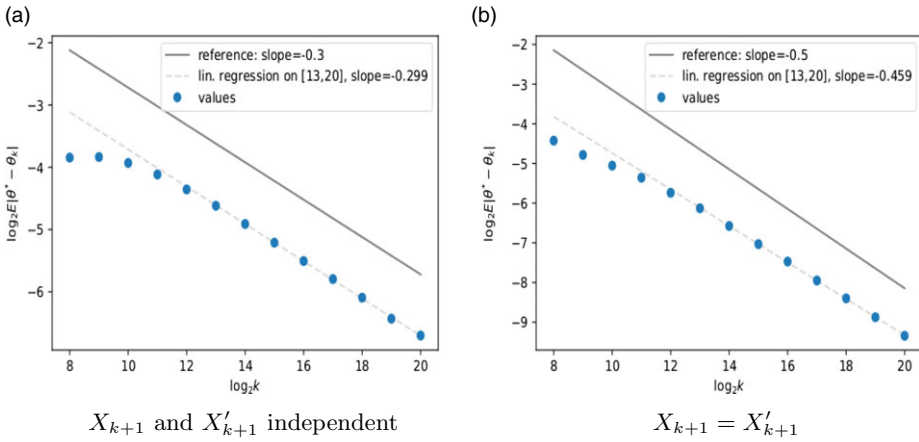 (a)
−2
−3
−4
−5
−6
reference: slope=-0.3
lin. regression on [13,20], slope=-0.299
values
log₂E|θ* − θₖ|
8 10 12 14 16 18 20
log₂k
Xₖ₊₁ and X′ₖ₊₁ independent
(b)
−2
−3
−4
−5
−6
−7
−8
−9
reference: slope=-0.5
lin. regression on [13,20], slope=-0.459
values
log₂E|θ* − θₖ|
8 10 12 14 16 18 20
log₂k
Xₖ₊₁ = X′ₖ₊₁